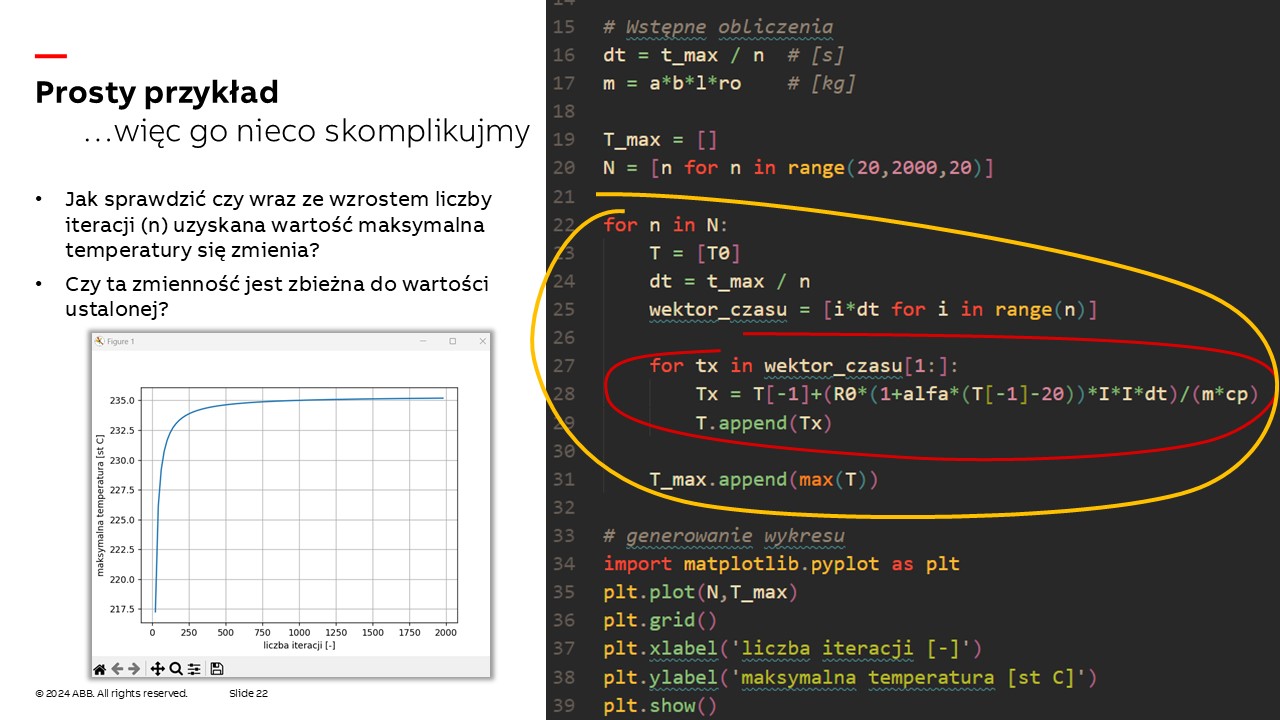 Prosty przykład
…więc go nieco skomplikujmy
• Jak sprawdzić czy wraz ze wzrostem liczby
iteracji (n) uzyskana wartość maksymalna
temperatury się zmienia?
• Czy ta zmienność jest zbieżna do wartości
ustalonej?
Figure 1
235.0
232.5
230.0
227.5
225.0
222.5
220.0
217.5
maksymalna temperatura [st C]
0 250 500 750 1000 1250 1500 1750 2000
liczba iteracji [-]
© 2024 ABB. All rights reserved. Slide 22
14
15 # Wstępne obliczenia
16 dt = t_max / n  # [s]
17 m = a*b*l*ro    # [kg]
18
19 T_max = []
20 N = [n for n in range(20,2000,20)]
21
22 for n in N:
23     T = [T0]
24     dt = t_max / n
25     wektor_czasu = [i*dt for i in range(n)]
26
27     for tx in wektor_czasu[1:]:
28         Tx = T[-1]+(R0*(1+alfa*(T[-1]-20))*I*I*dt)/(m*cp)
29         T.append(Tx)
30
31     T_max.append(max(T))
32
33 # generowanie wykresu
34 import matplotlib.pyplot as plt
35 plt.plot(N,T_max)
36 plt.grid()
37 plt.xlabel('liczba iteracji [-]')
38 plt.ylabel('maksymalna temperatura [st C]')
39 plt.show()